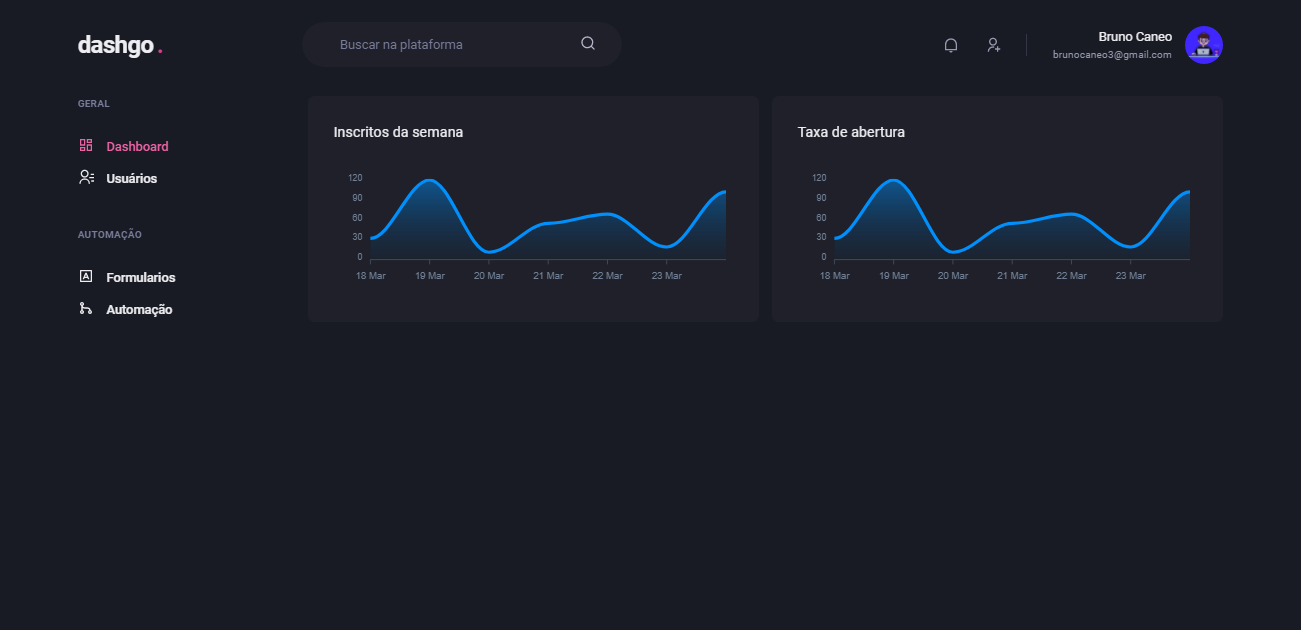 dashgo.
Buscar na plataforma
Bruno Caneo
brunocaneo3@gmail.com
GERAL
Dashboard
Usuários
AUTOMAÇÃO
Formularios
Automação
Inscritos da semana
120
90
60
30
0
18 Mar 19 Mar 20 Mar 21 Mar 22 Mar 23 Mar
Taxa de abertura
120
90
60
30
0
18 Mar 19 Mar 20 Mar 21 Mar 22 Mar 23 Mar